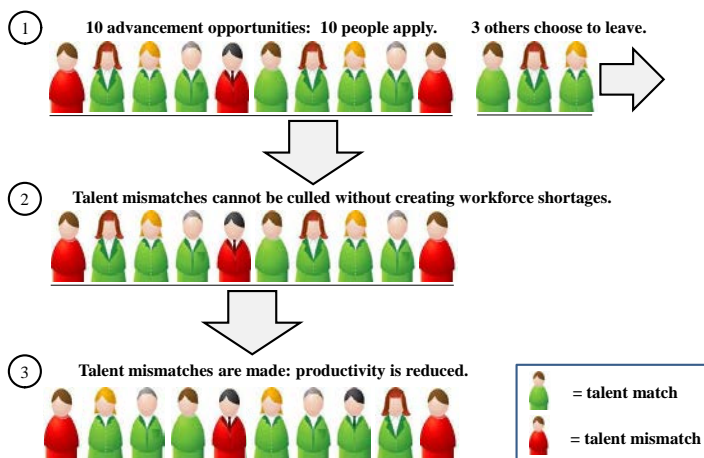 1
10 advancement opportunities: 10 people apply.
3 others choose to leave.
2
Talent mismatches cannot be culled without creating workforce shortages.
3
Talent mismatches are made: productivity is reduced.
= talent match
= talent mismatch